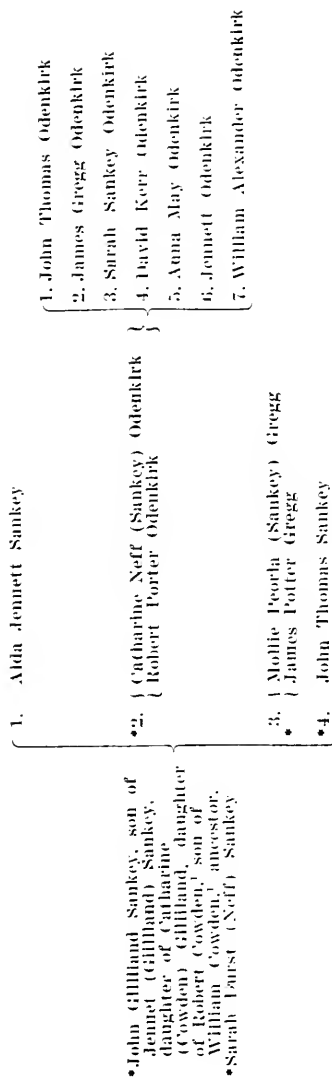 *John Gilliland Sankey, son of
Jennet (Gilliland) Sankey,
daughter of Catharine
(Cowden) Gilliland, daughter
of Robert Cowden,¹ son of
William Cowden,¹ ancestor.
*Sarah Durst (Neff) Sankey
1. Alda Jennett Sankey
*2. { Catharine Neff (Sankey) Odenkirk
{ Robert Porter Odenkirk
3. { Mollie Peoria (Sankey) Gregg
* { James Potter Gregg
*4. John Thomas Sankey
1. John Thomas Odenkirk
2. James Gregg Odenkirk
3. Sarah Sankey Odenkirk
4. David Kerr Odenkirk
5. Anna May Odenkirk
6. Jennett Odenkirk
7. William Alexander Odenkirk